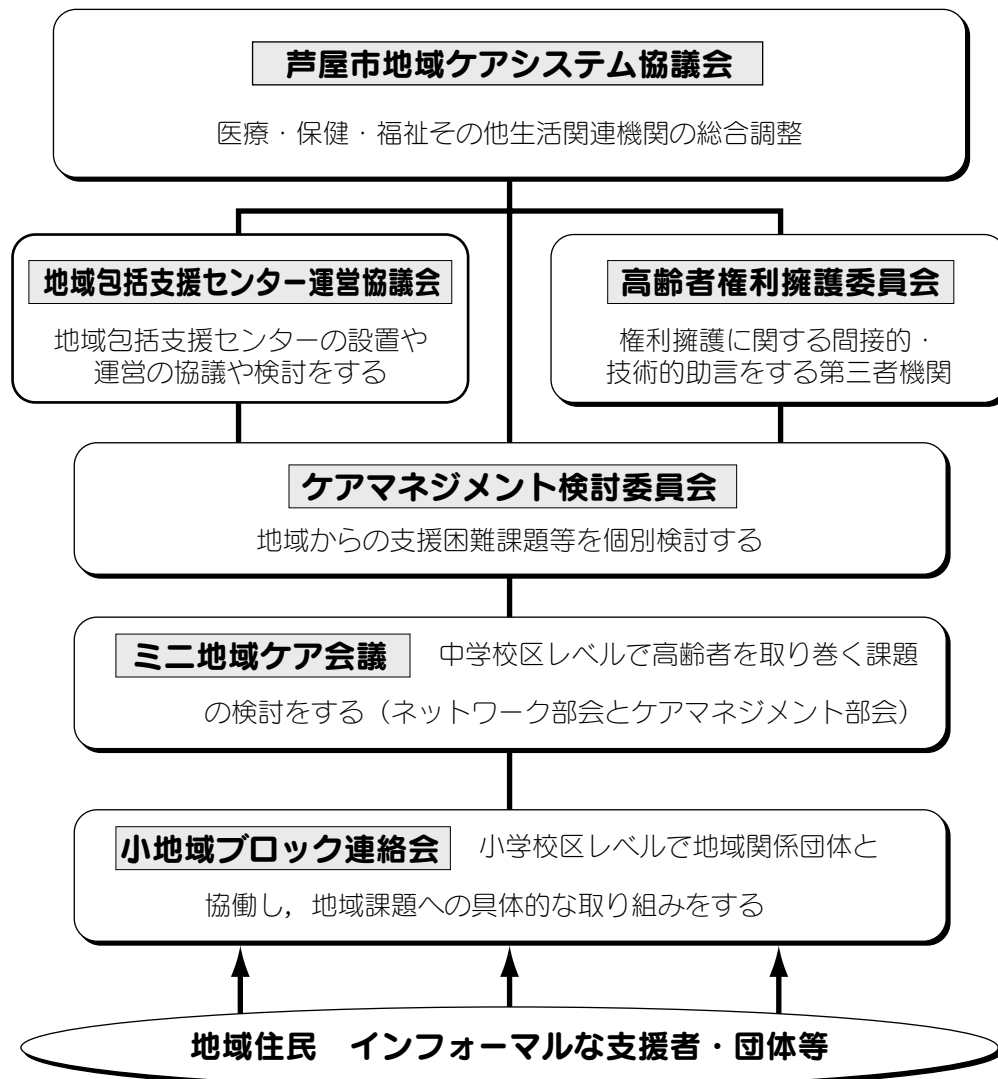 芦屋市地域ケアシステム協議会
医療・保健・福祉その他生活関連機関の総合調整
地域包括支援センター運営協議会
地域包括支援センターの設置や
運営の協議や検討をする
高齢者権利擁護委員会
権利擁護に関する間接的・
技術的助言をする第三者機関
ケアマネジメント検討委員会
地域からの支援困難課題等を個別検討する
ミニ地域ケア会議　中学校区レベルで高齢者を取り巻く課題
の検討をする（ネットワーク部会とケアマネジメント部会）
小地域ブロック連絡会　小学校区レベルで地域関係団体と
協働し，地域課題への具体的な取り組みをする
地域住民　インフォーマルな支援者・団体等